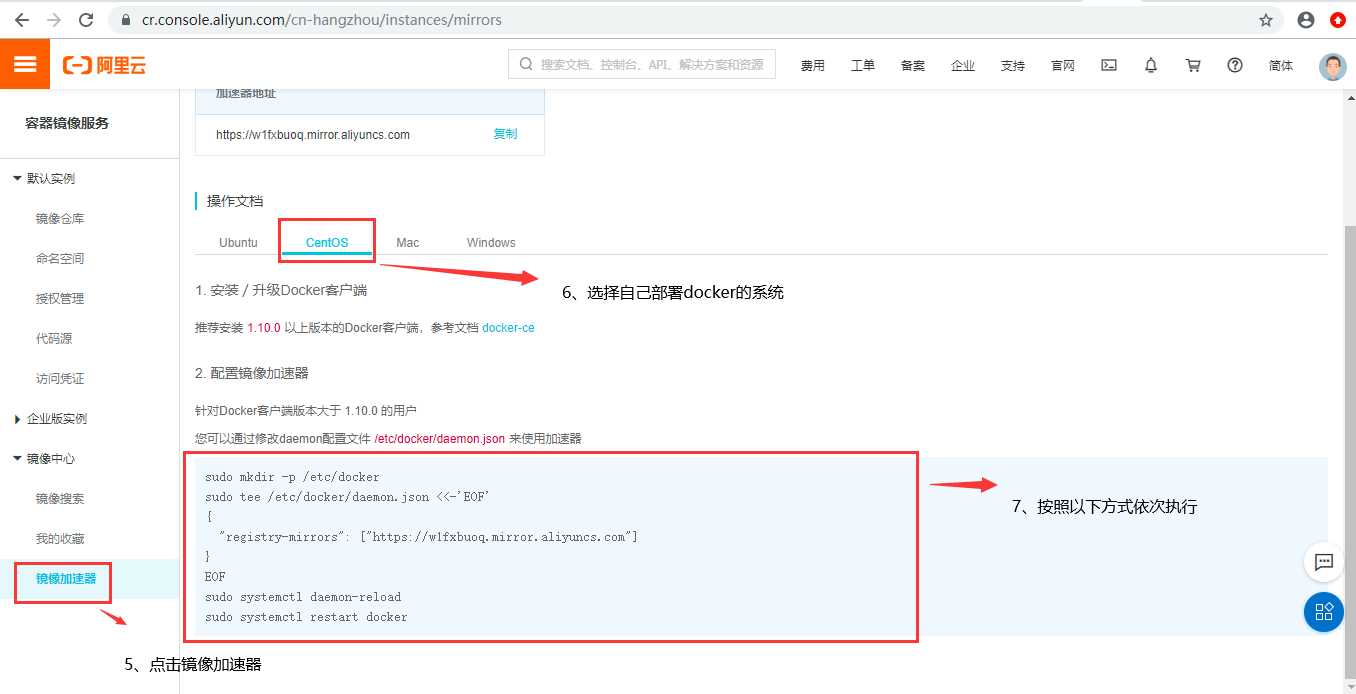 cr.console.aliyun.com/cn-hangzhou/instances/mirrors
阿里云
搜索文档、控制台、API、解决方案和资源
费用 工单 备案 企业 支持 官网 简体
容器镜像服务
默认实例
镜像仓库
命名空间
授权管理
代码源
访问凭证
企业版实例
镜像中心
镜像搜索
我的收藏
镜像加速器
5、点击镜像加速器
加速器地址
https://w1fxbuoq.mirror.aliyuncs.com 复制
操作文档
Ubuntu CentOS Mac Windows
6、选择自己部署docker的系统
1. 安装 / 升级Docker客户端
推荐安装 1.10.0 以上版本的Docker客户端，参考文档 docker-ce
2. 配置镜像加速器
针对Docker客户端版本大于 1.10.0 的用户
您可以通过修改daemon配置文件 /etc/docker/daemon.json 来使用加速器
sudo mkdir -p /etc/docker
sudo tee /etc/docker/daemon.json <<-'EOF'
{
"registry-mirrors": ["https://w1fxbuoq.mirror.aliyuncs.com"]
}
EOF
sudo systemctl daemon-reload
sudo systemctl restart docker
7、按照以下方式依次执行